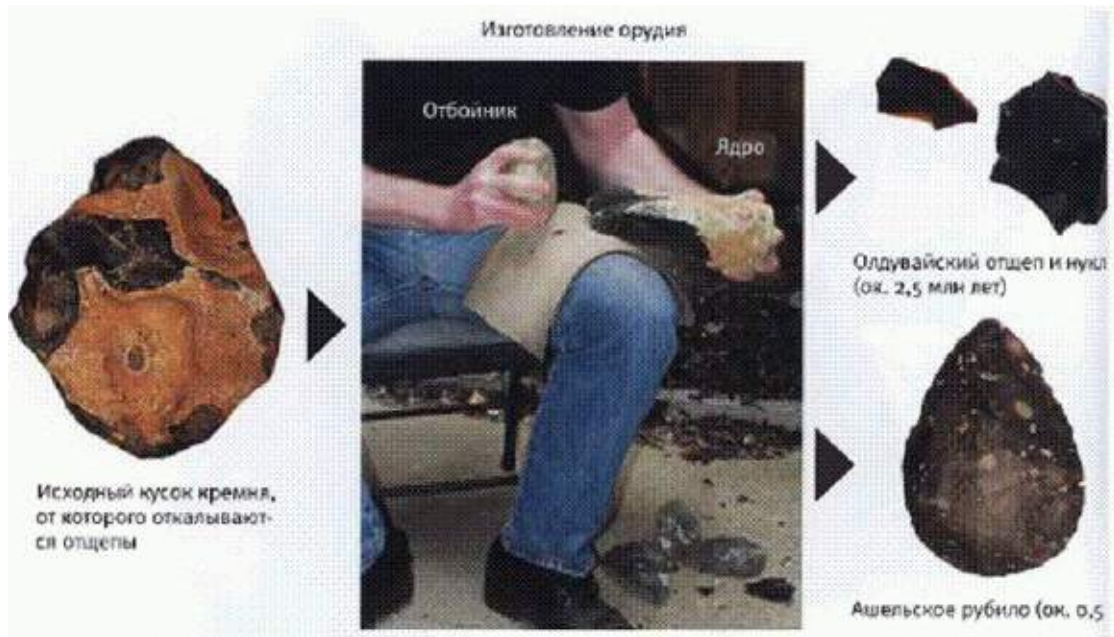 Изготовление орудия
Отбойник
Ядро
Исходный кусок кремня,
от которого откалывают-
ся отщепы
Олдувайский отщеп и нукл
(ок. 2,5 млн лет)
Ашельское рубило (ок. 0,5